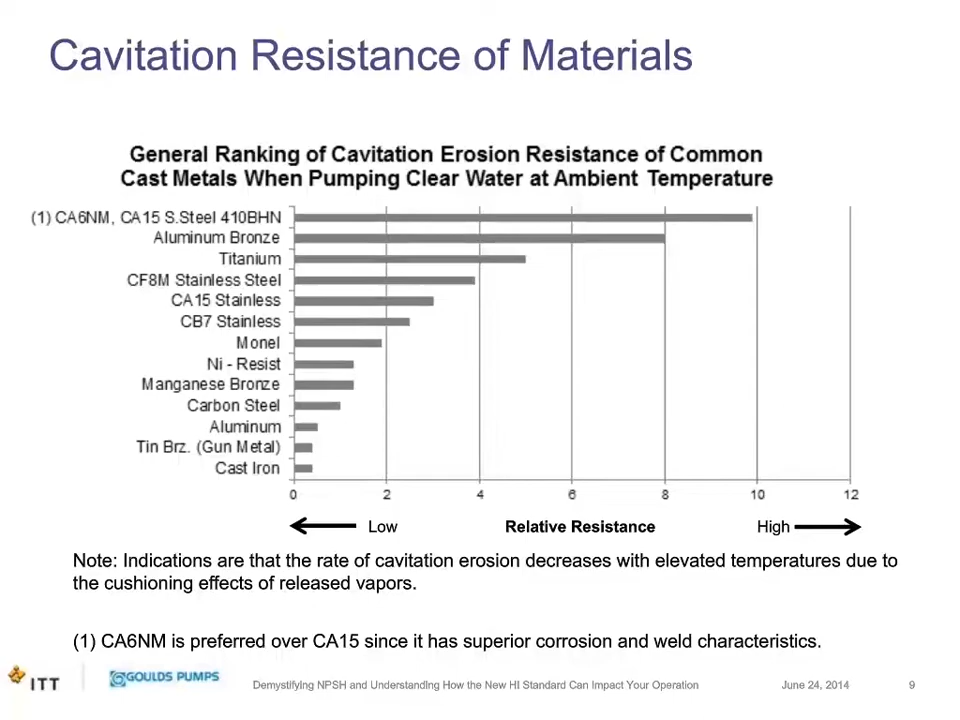 Cavitation Resistance of Materials
General Ranking of Cavitation Erosion Resistance of Common
Cast Metals When Pumping Clear Water at Ambient Temperature
(1) CA6NM, CA15 S.Steel 410BHN
Aluminum Bronze
Titanium
CF8M Stainless Steel
CA15 Stainless
CB7 Stainless
Monel
Ni - Resist
Manganese Bronze
Carbon Steel
Aluminum
Tin Brz. (Gun Metal)
Cast Iron
0 2 4 6 8 10 12
Low Relative Resistance High
Note: Indications are that the rate of cavitation erosion decreases with elevated temperatures due to
the cushioning effects of released vapors.
(1) CA6NM is preferred over CA15 since it has superior corrosion and weld characteristics.
ITT GOULDS PUMPS Demystifying NPSH and Understanding How the New HI Standard Can Impact Your Operation June 24, 2014 9